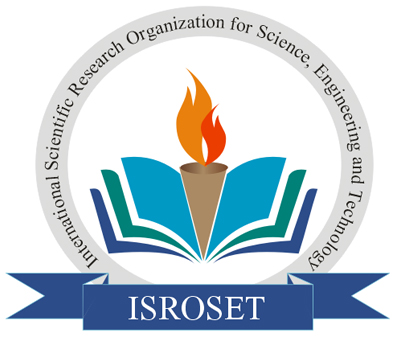 International Scientific Research Organization for Science, Engineering and Technology
ISROSET